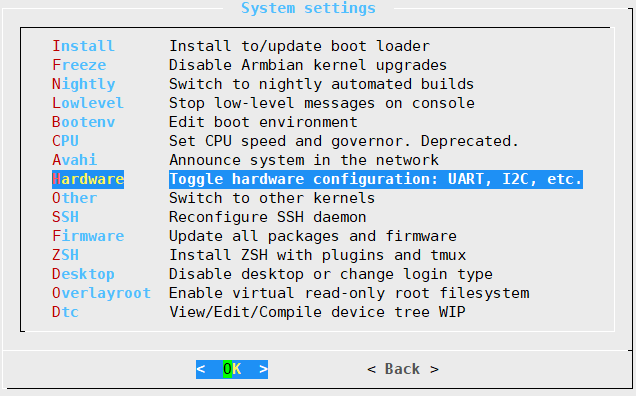 System settings
Install Install to/update boot loader
Freeze Disable Armbian kernel upgrades
Nightly Switch to nightly automated builds
Lowlevel Stop low-level messages on console
Bootenv Edit boot environment
CPU Set CPU speed and governor. Deprecated.
Avahi Announce system in the network
Hardware Toggle hardware configuration: UART, I2C, etc.
Other Switch to other kernels
SSH Reconfigure SSH daemon
Firmware Update all packages and firmware
ZSH Install ZSH with plugins and tmux
Desktop Disable desktop or change login type
Overlayroot Enable virtual read-only root filesystem
Dtc View/Edit/Compile device tree WIP
< OK > < Back >